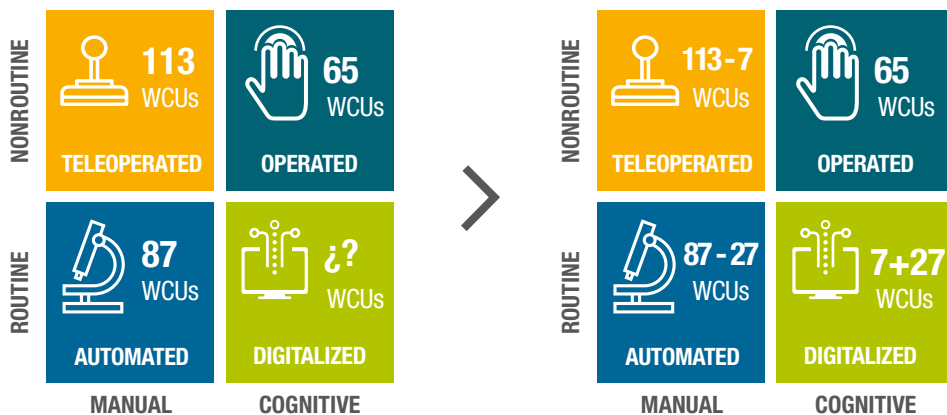 NONROUTINE
113
WCUs
TELEOPERATED
65
WCUs
OPERATED
ROUTINE
87
WCUs
AUTOMATED
¿?
WCUs
DIGITALIZED
MANUAL
COGNITIVE
>
NONROUTINE
113-7
WCUs
TELEOPERATED
65
WCUs
OPERATED
ROUTINE
87-27
WCUs
AUTOMATED
7+27
WCUs
DIGITALIZED
MANUAL
COGNITIVE